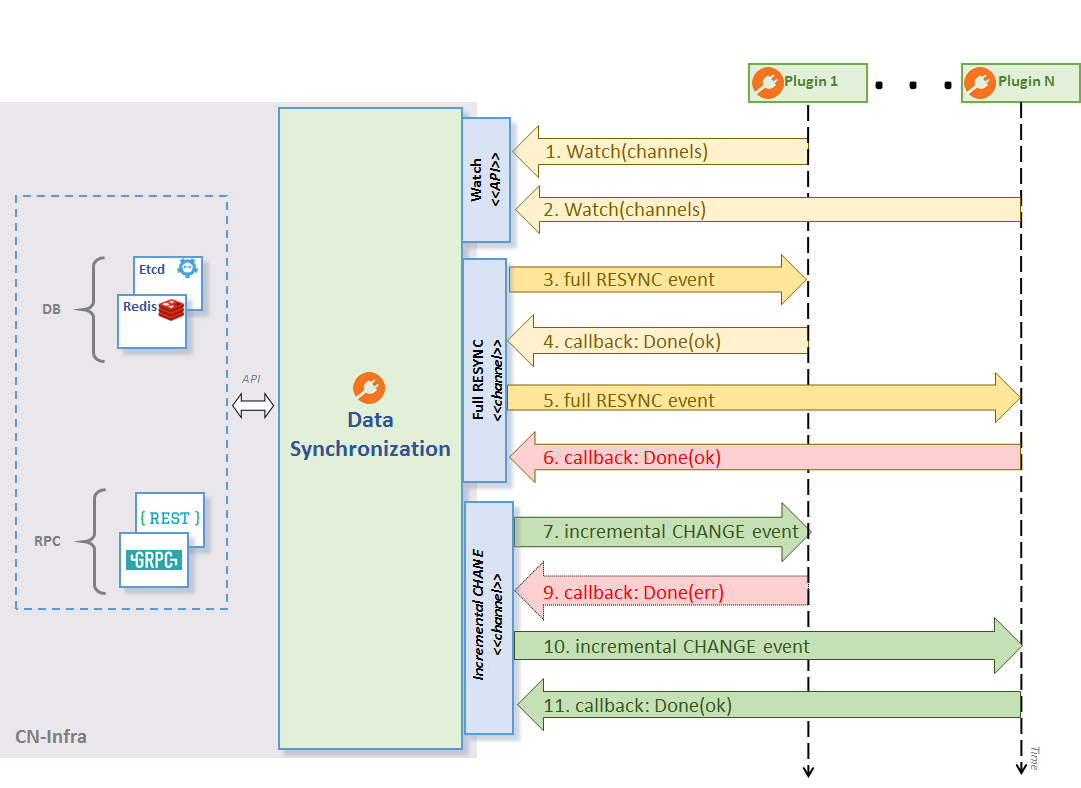 Plugin 1
Plugin N
1. Watch(channels)
2. Watch(channels)
3. full RESYNC event
4. callback: Done(ok)
5. full RESYNC event
6. callback: Done(ok)
7. incremental CHANGE event
9. callback: Done(err)
10. incremental CHANGE event
11. callback: Done(ok)
Watch
<<API>>
Full RESYNC
<<channel>>
Incremental CHANE
<<channel>>
Data
Synchronization
API
DB
Etcd
Redis
RPC
{ REST }
GRPC
CN-Infra
Time